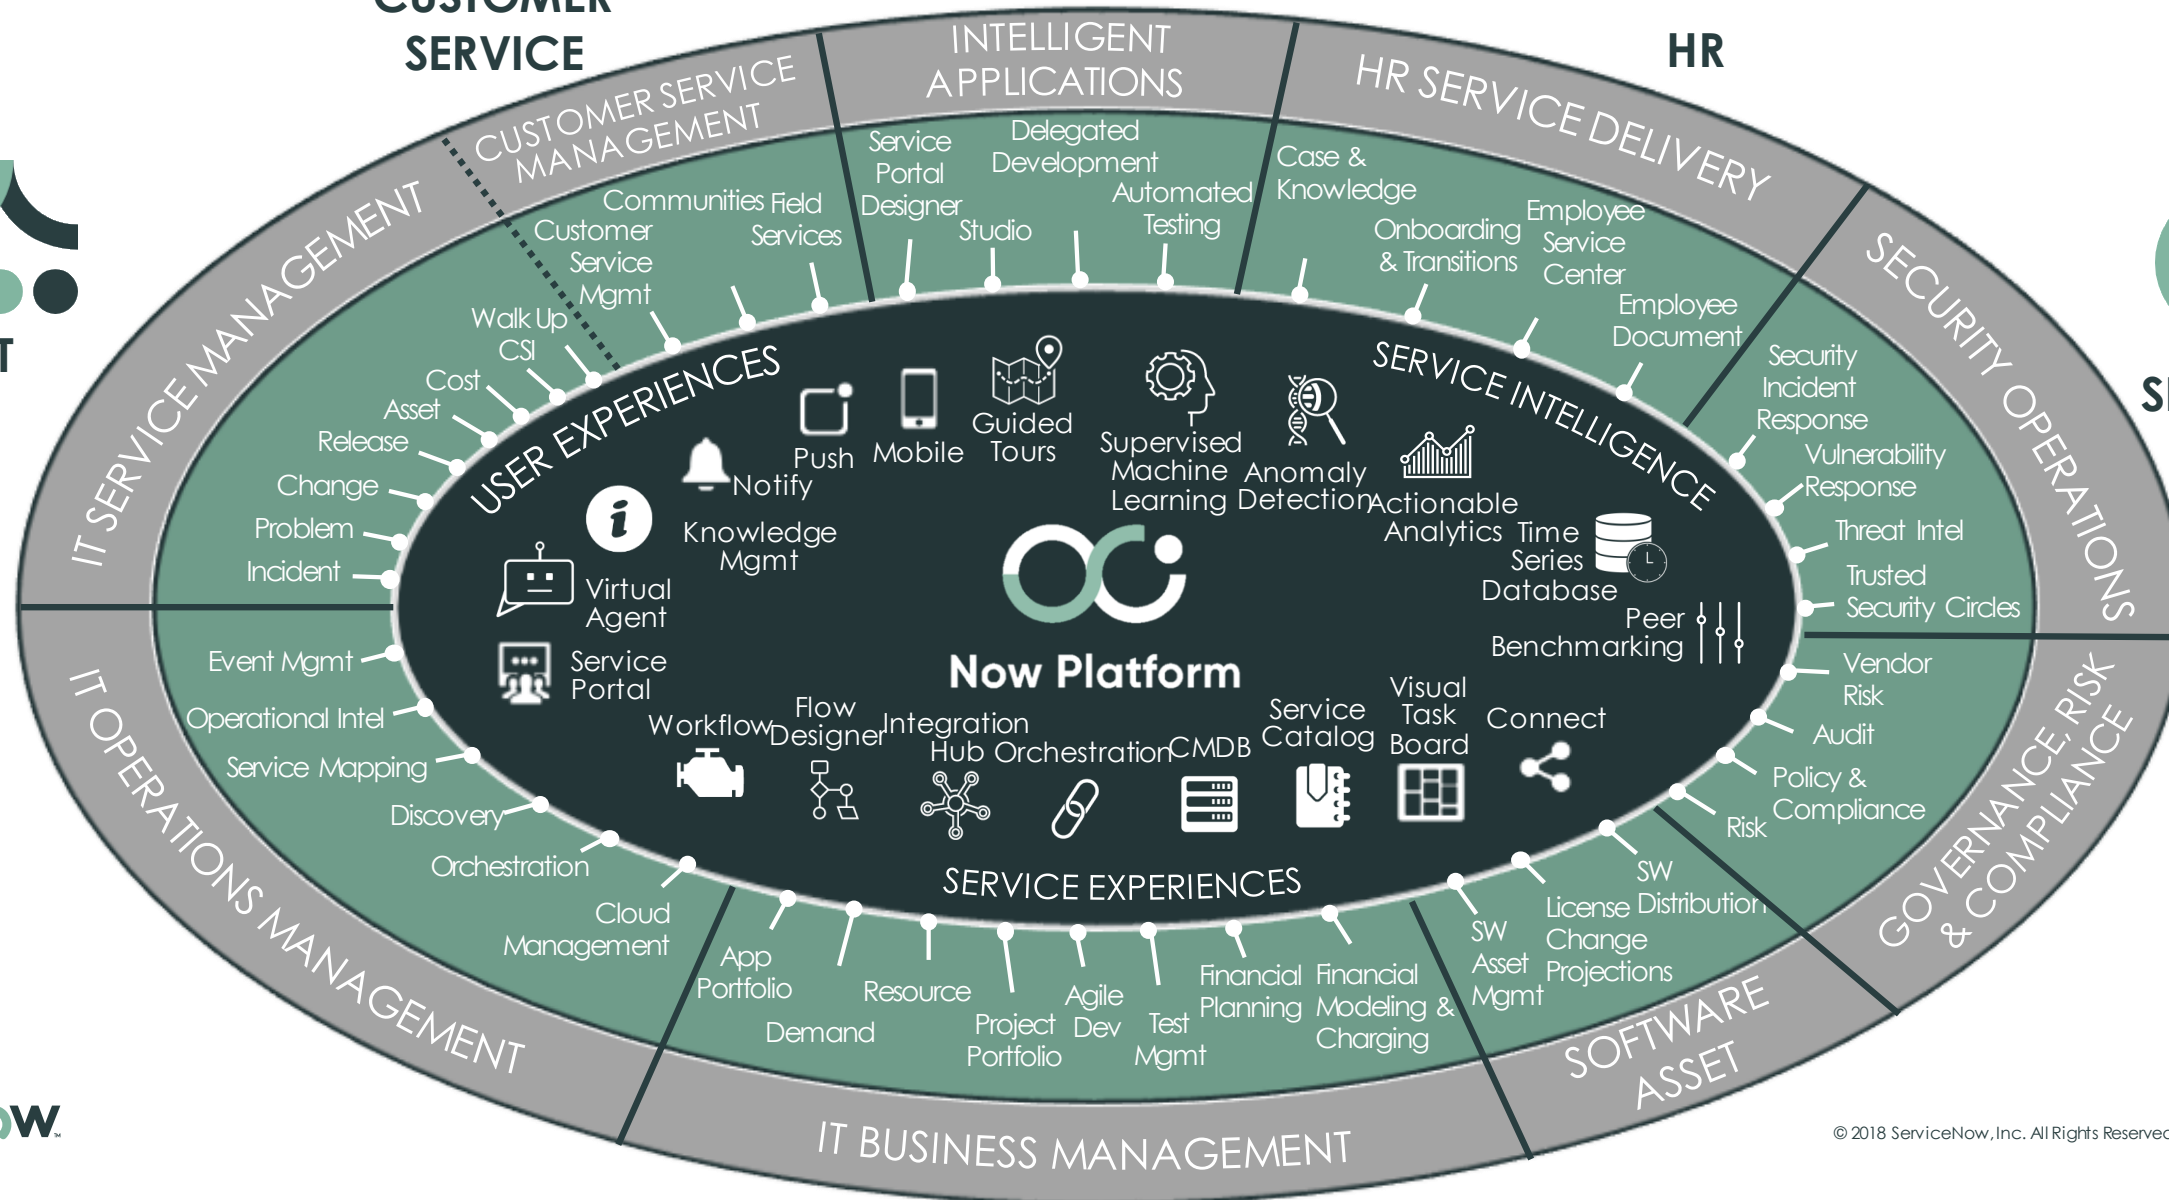 CUSTOMER
SERVICE
HR
INTELLIGENT
APPLICATIONS
CUSTOMER SERVICE
MANAGEMENT
HR SERVICE DELIVERY
IT SERVICE MANAGEMENT
SECURITY OPERATIONS
Service
Portal
Designer
Studio
Delegated
Development
Automated
Testing
Case &
Knowledge
Onboarding
& Transitions
Employee
Service
Center
Employee
Document
Communities
Field
Services
Customer
Service
Mgmt
Walk Up
CSI
Cost
Asset
Release
Change
Problem
Incident
Security
Incident
Response
Vulnerability
Response
Threat Intel
Trusted
Security Circles
USER EXPERIENCES
SERVICE INTELLIGENCE
Push
Mobile
Guided
Tours
Notify
Knowledge
Mgmt
Virtual
Agent
Service
Portal
Supervised
Machine
Learning
Anomaly
Detection
Actionable
Analytics
Time
Series
Database
Peer
Benchmarking
Now Platform
Workflow
Flow
Designer
Integration
Hub
Orchestration
CMDB
Service
Catalog
Visual
Task
Board
Connect
SERVICE EXPERIENCES
Event Mgmt
Operational Intel
Service Mapping
Discovery
Orchestration
Cloud
Management
IT OPERATIONS MANAGEMENT
Vendor
Risk
Audit
Policy &
Compliance
Risk
GOVERNANCE, RISK
& COMPLIANCE
App
Portfolio
Demand
Resource
Project
Portfolio
Agile
Dev
Test
Mgmt
Financial
Planning
Financial
Modeling &
Charging
IT BUSINESS MANAGEMENT
SW
Asset
Mgmt
License
Change
Projections
SW
Distribution
SOFTWARE
ASSET
© 2018 ServiceNow, Inc. All Rights Reserved